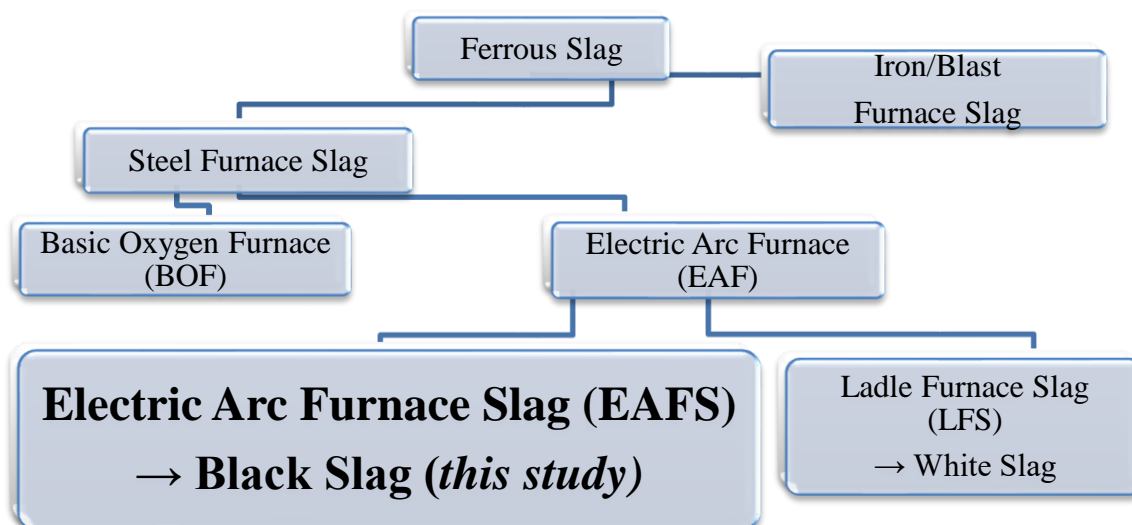 Ferrous Slag
Iron/Blast
Furnace Slag
Steel Furnace Slag
Basic Oxygen Furnace
(BOF)
Electric Arc Furnace
(EAF)
Electric Arc Furnace Slag (EAFS)
→ Black Slag (this study)
Ladle Furnace Slag
(LFS)
→ White Slag